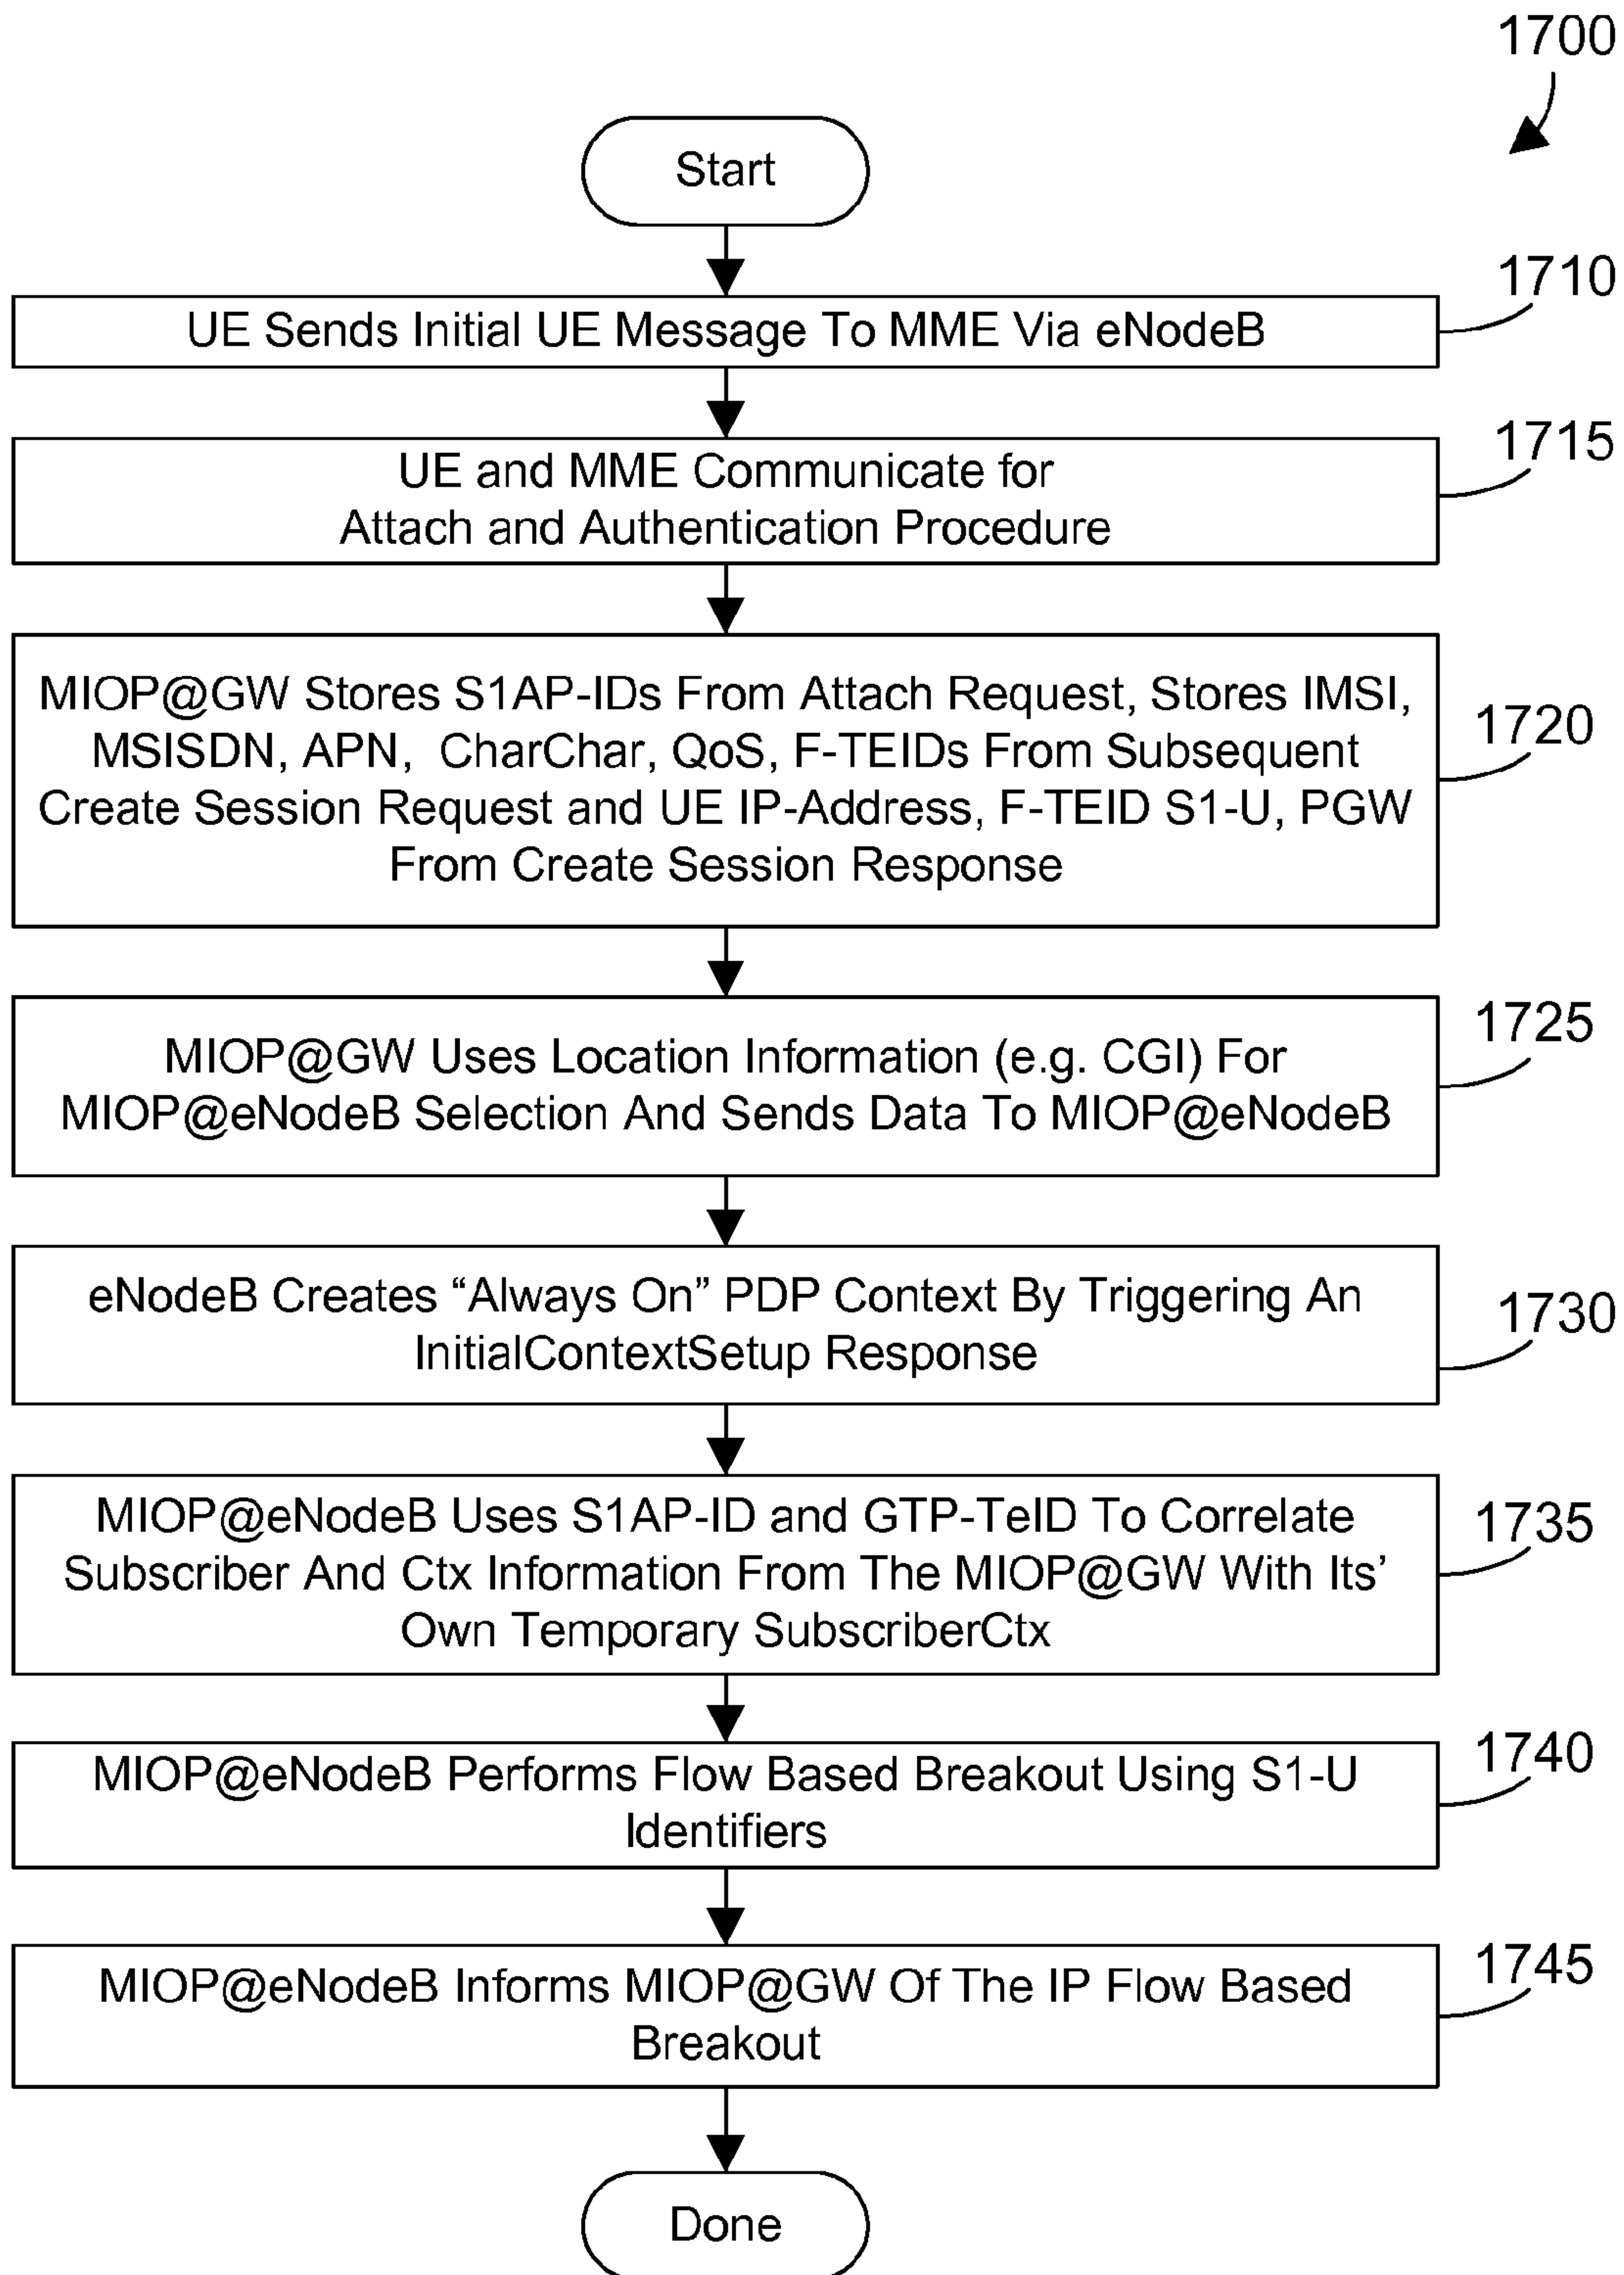 1700
Start
1710
UE Sends Initial UE Message To MME Via eNodeB
1715
UE and MME Communicate for
Attach and Authentication Procedure
1720
MIOP@GW Stores S1AP-IDs From Attach Request, Stores IMSI,
MSISDN, APN, CharChar, QoS, F-TEIDs From Subsequent
Create Session Request and UE IP-Address, F-TEID S1-U, PGW
From Create Session Response
1725
MIOP@GW Uses Location Information (e.g. CGI) For
MIOP@eNodeB Selection And Sends Data To MIOP@eNodeB
1730
eNodeB Creates “Always On” PDP Context By Triggering An
InitialContextSetup Response
1735
MIOP@eNodeB Uses S1AP-ID and GTP-TeID To Correlate
Subscriber And Ctx Information From The MIOP@GW With Its’
Own Temporary SubscriberCtx
1740
MIOP@eNodeB Performs Flow Based Breakout Using S1-U
Identifiers
1745
MIOP@eNodeB Informs MIOP@GW Of The IP Flow Based
Breakout
Done